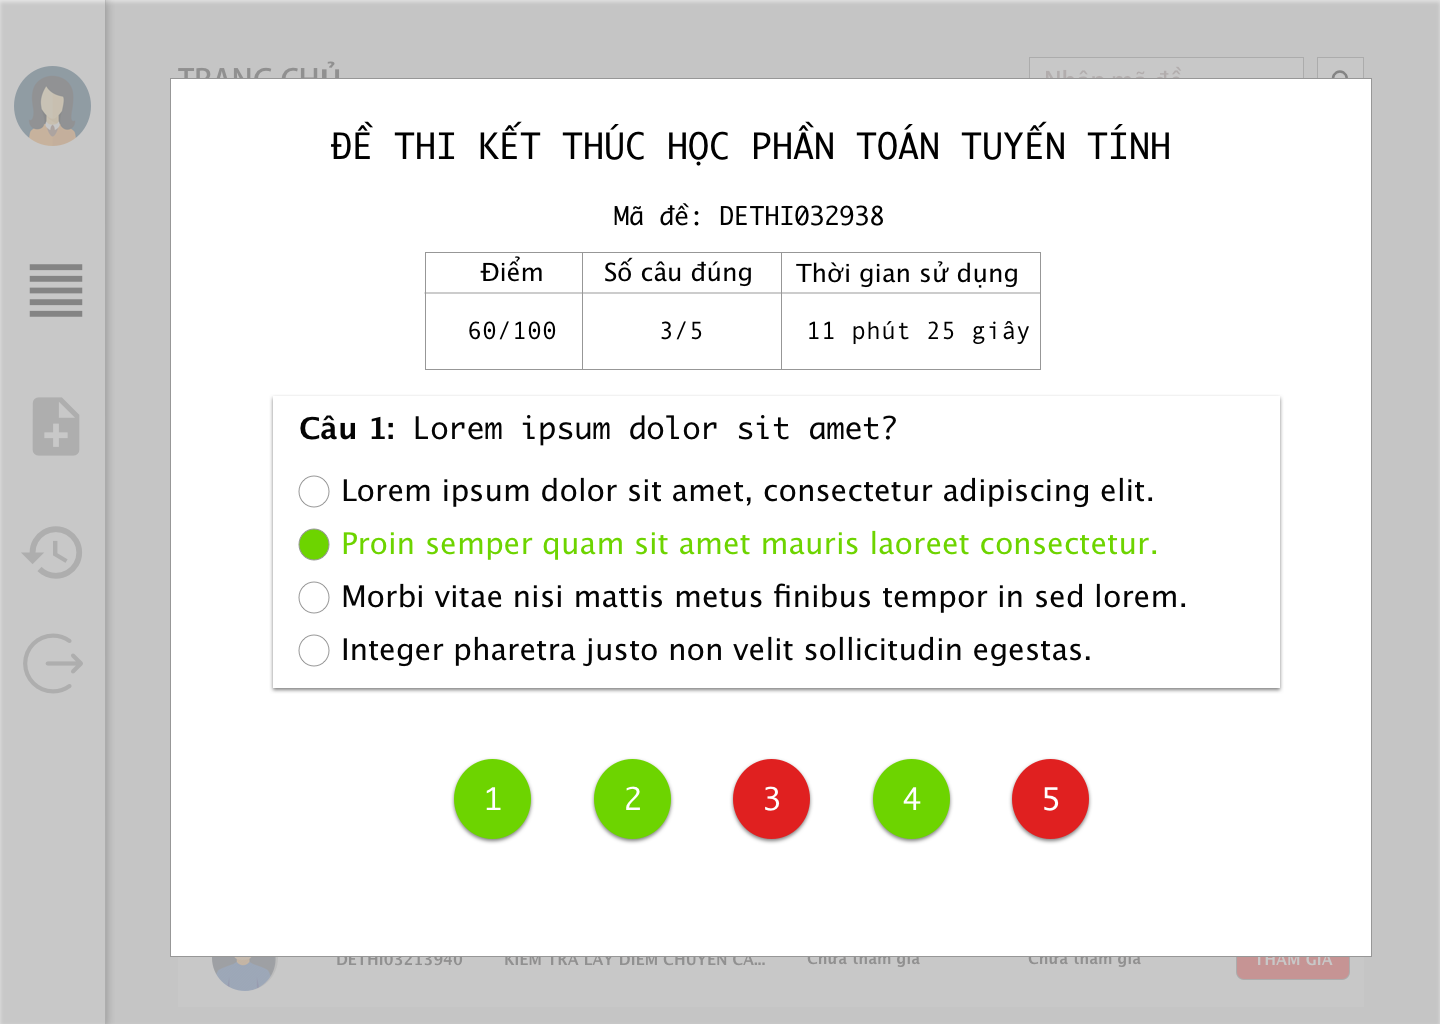 TRANG CHỦ
Nhập mã đề
ĐỀ THI KẾT THÚC HỌC PHẦN TOÁN TUYẾN TÍNH
Mã đề: DETHI032938
Điểm Số câu đúng Thời gian sử dụng
60/100 3/5 11 phút 25 giây
Câu 1: Lorem ipsum dolor sit amet?
Lorem ipsum dolor sit amet, consectetur adipiscing elit.
Proin semper quam sit amet mauris laoreet consectetur.
Morbi vitae nisi mattis metus finibus tempor in sed lorem.
Integer pharetra justo non velit sollicitudin egestas.
1 2 3 4 5
DETHI03213940 KIỂM TRA LẤY ĐIỂM CHUYÊN CẦ... Chưa tham gia Chưa tham gia THAM GIA